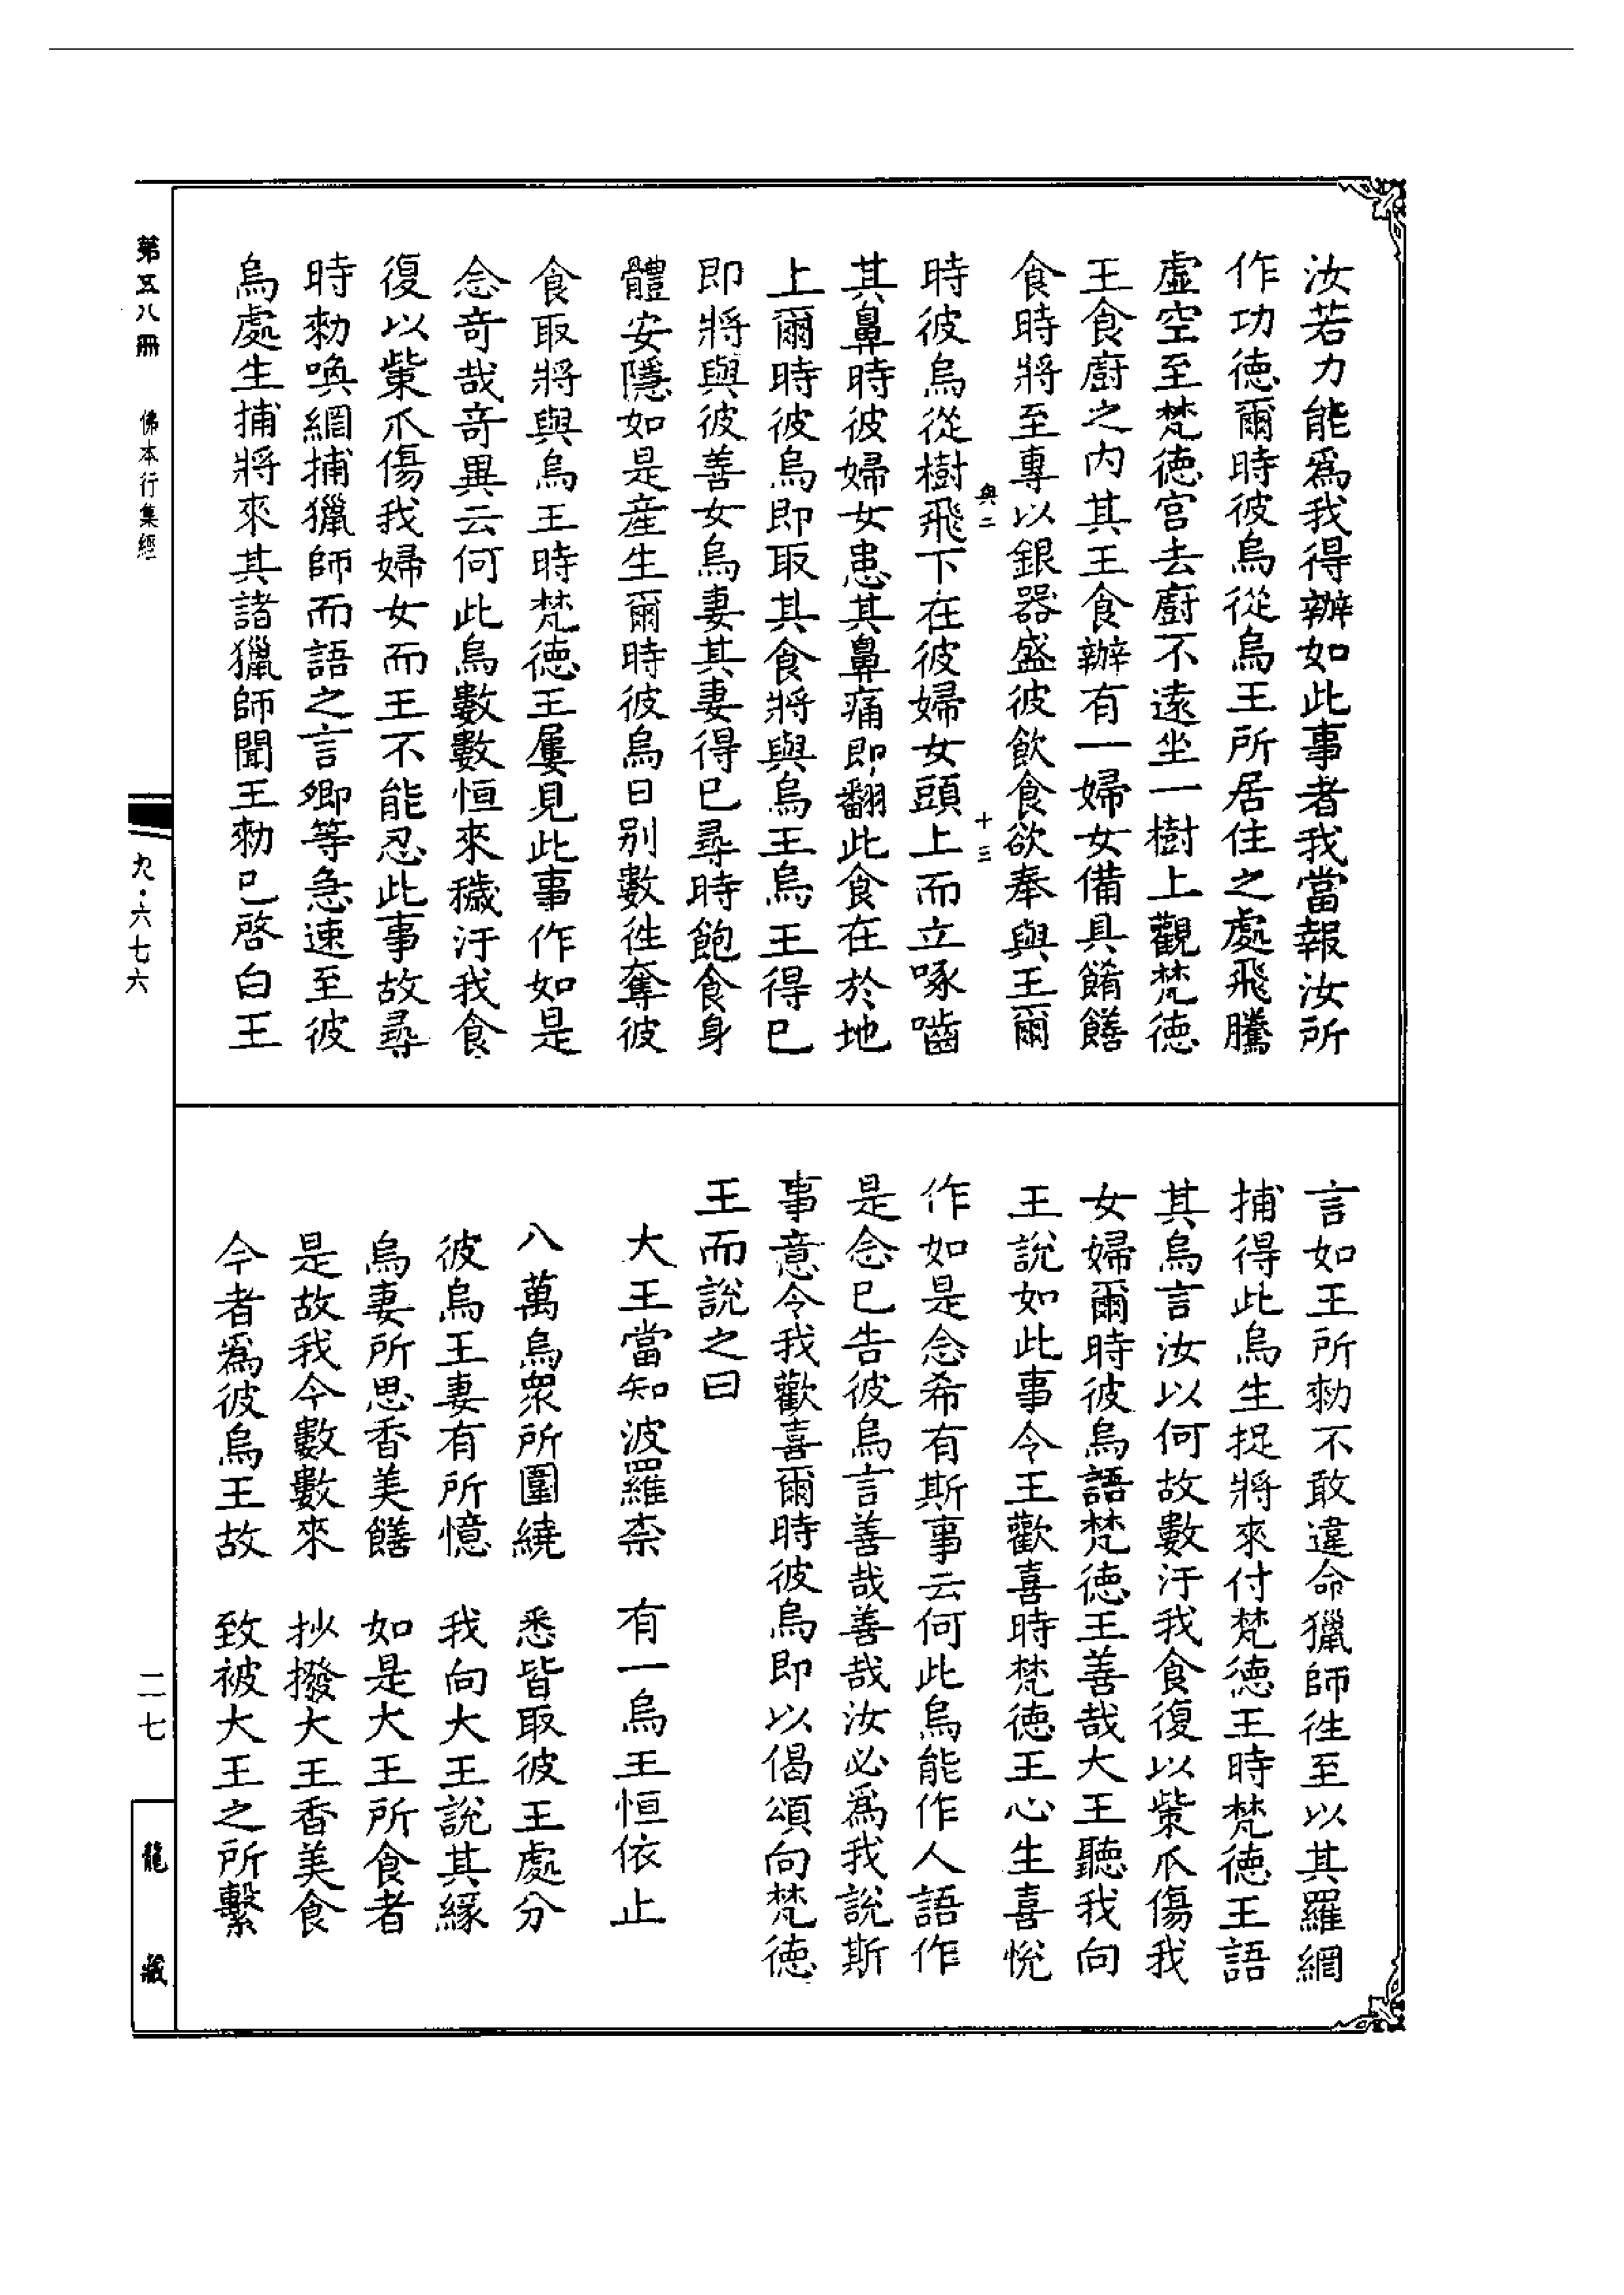 汝若力能爲我得辦如此事者我當報汝所
作功德爾時彼烏從烏王所居住之處飛騰
虛空至梵德宮去廚不遠坐一樹上觀梵德
王食廚之內其王食辦有一婦女備具餚饍
食時將至專以銀器盛彼飲食欲奉與王爾
與二
十三
時彼烏從樹飛下在彼婦女頭上而立啄嚙
其鼻時彼婦女患其鼻痛即翻此食在於地
上爾時彼烏即取其食將與烏王烏王得已
即將與彼善女烏妻其妻得已尋時飽食身
體安隱如是産生爾時彼烏日別數徃奪彼
食取將與烏王時梵德王屢見此事作如是
念奇哉奇異云何此烏數數恒來穢汙我食
復以𭉨爪傷我婦女而王不能忍此事故尋
時勑喚網捕獵師而語之言卿等急速至彼
烏處生捕將來其諸獵師聞王勑已啓白王
言如王所勑不敢違命獵師徃至以其羅網
捕得此烏生捉將來付梵德王時梵德王語
其烏言汝以何故數汙我食復以𭉨爪傷我
女婦爾時彼烏語梵德王善哉大王聽我向
王說如此事令王歡喜時梵德王心生喜悅
作如是念希有斯事云何此烏能作人語作
是念已告彼烏言善哉善哉汝必爲我說斯
事意令我歡喜爾時彼烏即以偈頌向梵德
王而說之曰
大王當知波羅柰　有一烏王恒依止
八萬烏眾所圍繞　悉皆取彼王處分
彼烏王妻有所憶　我向大王說其緣
烏妻所思香美饍　如是大王所食者
是故我今數數來　抄撥大王香美食
今者爲彼烏王故　致被大王之所繫
第五八冊　佛本行集經
九·六七六
二七
龍藏